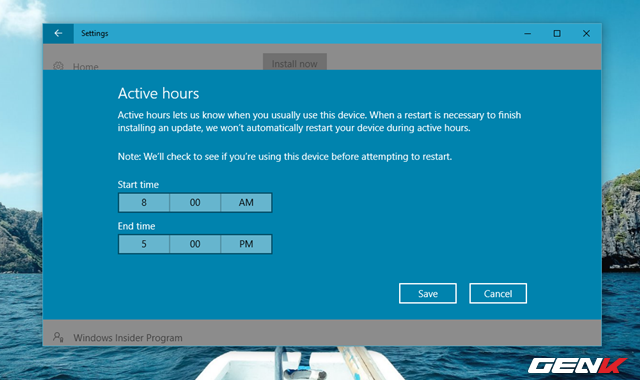 Settings
Home
Install now
Active hours
Active hours lets us know when you usually use this device. When a restart is necessary to finish
installing an update, we won't automatically restart your device during active hours.
Note: We'll check to see if you're using this device before attempting to restart.
Start time
8 00 AM
End time
5 00 PM
Save Cancel
Windows Insider Program
GENK